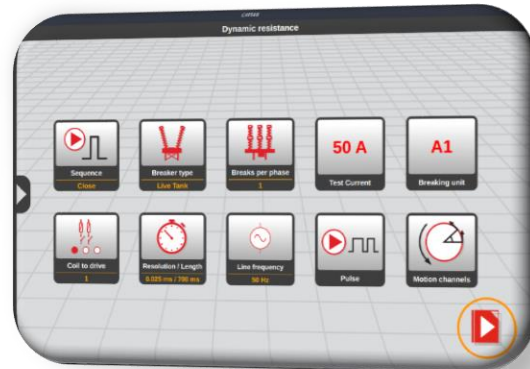 Dynamic resistance
50 A
A1
Sequence
Close
Breaker type
Live Tank
Breaks per phase
1
Test Current
Breaking unit
Coil to drive
1
Resolution / Length
0.025 ms / 700 ms
Line frequency
50 Hz
Pulse
Motion channels